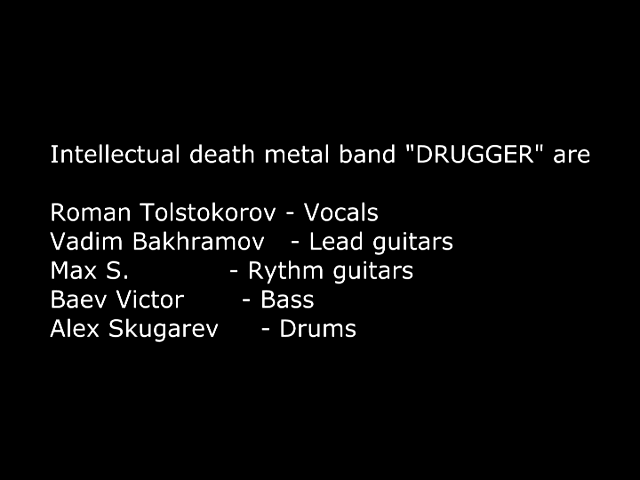 Intellectual death metal band "DRUGGER" are
Roman Tolstokorov - Vocals
Vadim Bakhramov - Lead guitars
Max S. - Rythm guitars
Baev Victor - Bass
Alex Skugarev - Drums